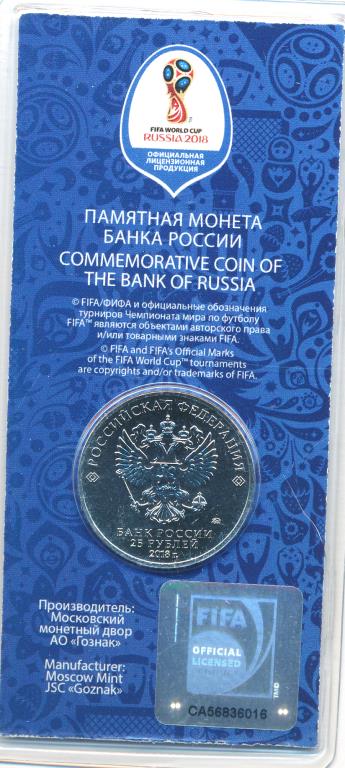 FIFA WORLD CUP
RUSSIA 2018
ОФИЦИАЛЬНАЯ
ЛИЦЕНЗИОННАЯ
ПРОДУКЦИЯ
ПАМЯТНАЯ МОНЕТА
БАНКА РОССИИ
COMMEMORATIVE COIN OF
THE BANK OF RUSSIA
© FIFA/ФИФА и официальные обозначения
турниров Чемпионата мира по футболу
FIFA™ являются объектами авторского права
и/или товарными знаками FIFA.
© FIFA and FIFA's Official Marks
of the FIFA World Cup™ tournaments
are copyrights and/or trademarks of FIFA.
РОССИЙСКАЯ ФЕДЕРАЦИЯ
БАНК РОССИИ
25 РУБЛЕЙ
2018 г.
Производитель:
Московский
монетный двор
АО «Гознак»
Manufacturer:
Moscow Mint
JSC «Goznak»
FIFA
OFFICIAL
LICENSED
CA56836016